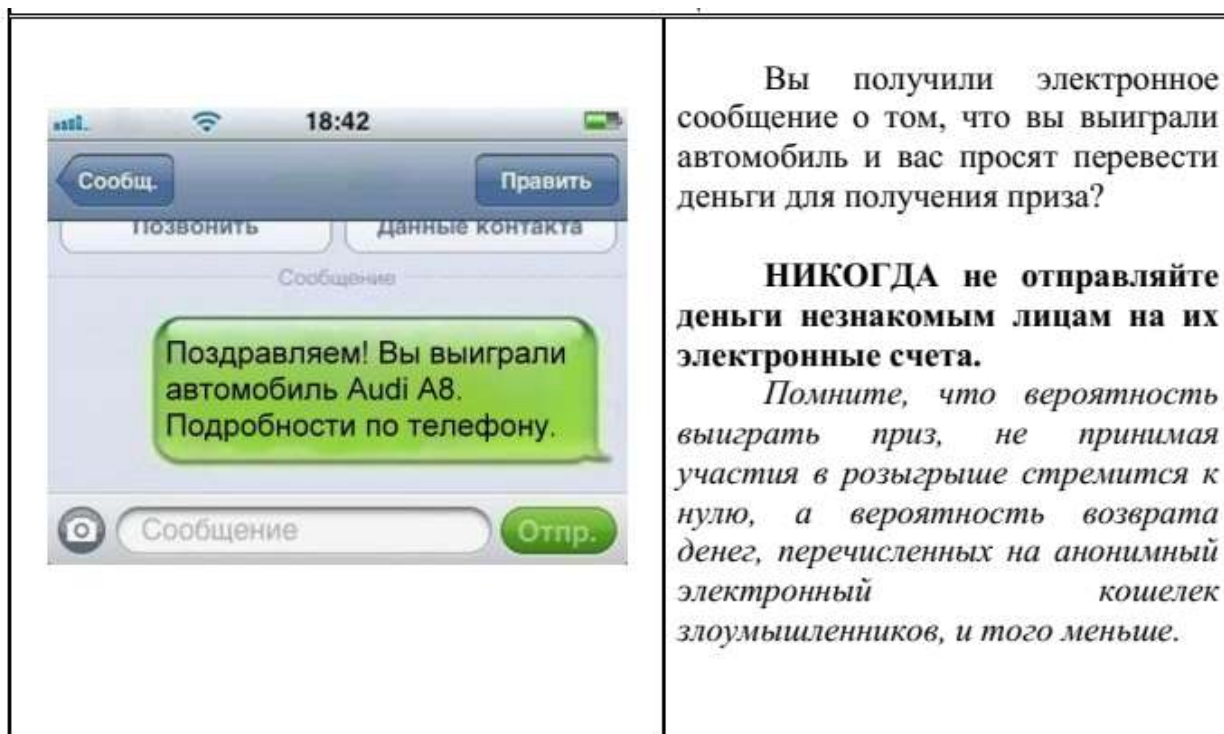 18:42
Сообщ.
Править
Позвонить
Данные контакта
Сообщение
Поздравляем! Вы выиграли
автомобиль Audi A8.
Подробности по телефону.
Сообщение
Отпр.
Вы получили электронное
сообщение о том, что вы выиграли
автомобиль и вас просят перевести
деньги для получения приза?
НИКОГДА не отправляйте
деньги незнакомым лицам на их
электронные счета.
Помните, что вероятность
выиграть приз, не принимая
участия в розыгрыше стремится к
нулю, а вероятность возврата
денег, перечисленных на анонимный
электронный кошелек
злоумышленников, и того меньше.